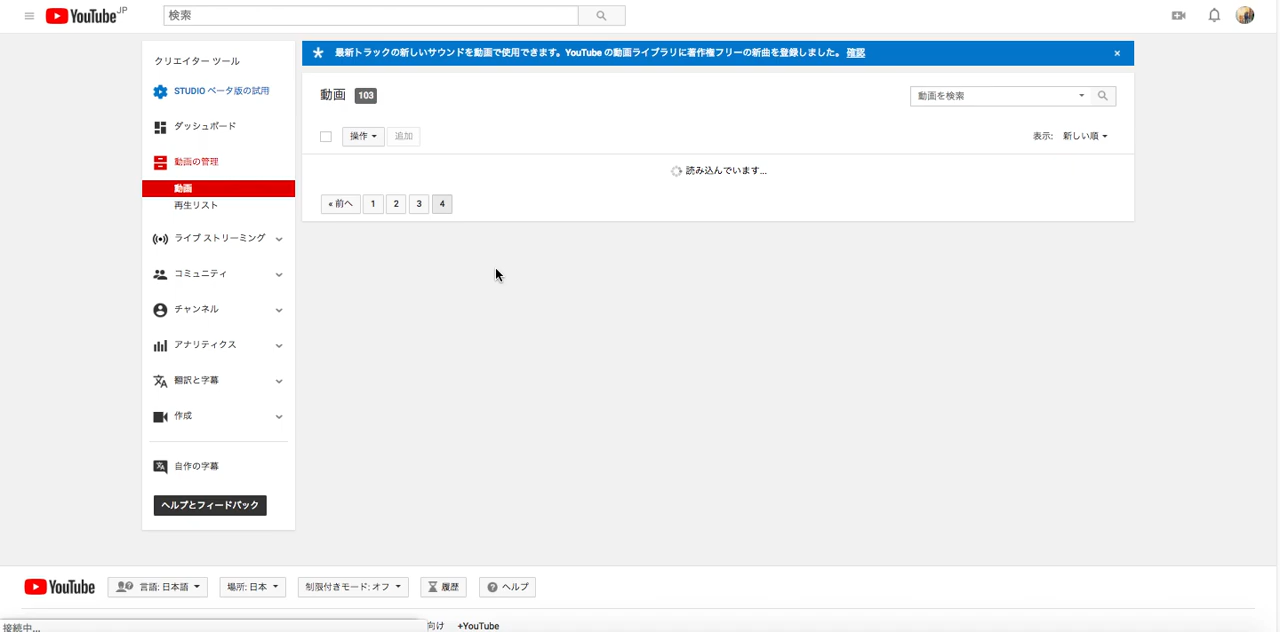 YouTube JP
検索
クリエイター ツール
STUDIO ベータ版の試用
ダッシュボード
動画の管理
動画
再生リスト
ライブ ストリーミング
コミュニティ
チャンネル
アナリティクス
翻訳と字幕
作成
自作の字幕
ヘルプとフィードバック
最新トラックの新しいサウンドを動画で使用できます。YouTube の動画ライブラリに著作権フリーの新曲を登録しました。 確認 ×
動画 103
動画を検索
操作 追加
表示: 新しい順
読み込んでいます...
« 前へ 1 2 3 4
YouTube 言語: 日本語 場所: 日本 制限付きモード: オフ 履歴 ヘルプ
接続中...
向け +YouTube